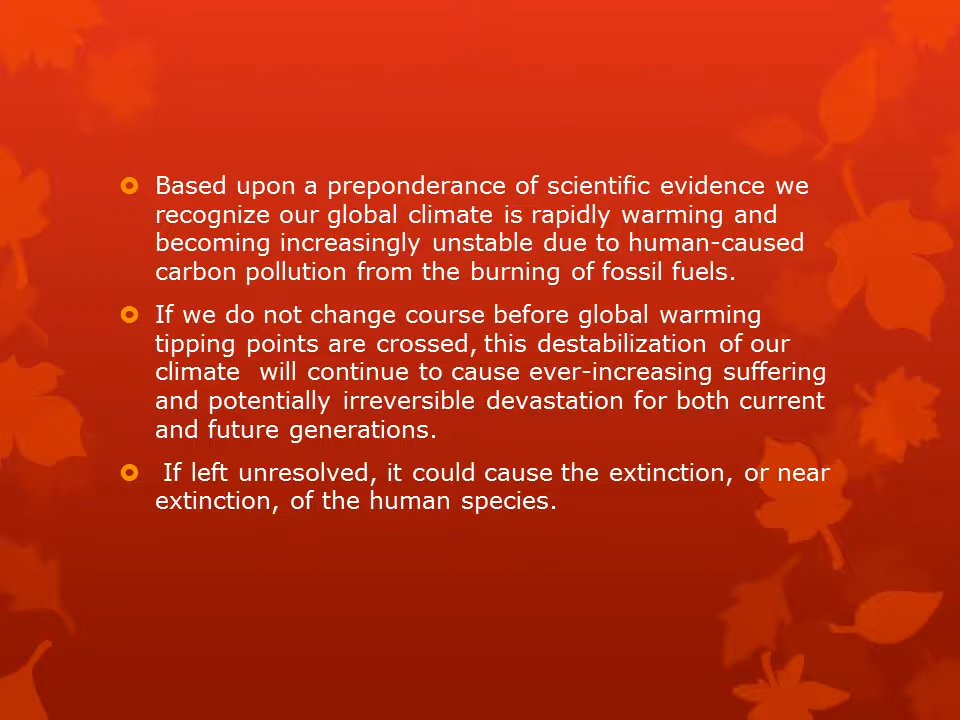 Based upon a preponderance of scientific evidence we
recognize our global climate is rapidly warming and
becoming increasingly unstable due to human-caused
carbon pollution from the burning of fossil fuels.
If we do not change course before global warming
tipping points are crossed, this destabilization of our
climate  will continue to cause ever-increasing suffering
and potentially irreversible devastation for both current
and future generations.
If left unresolved, it could cause the extinction, or near
extinction, of the human species.